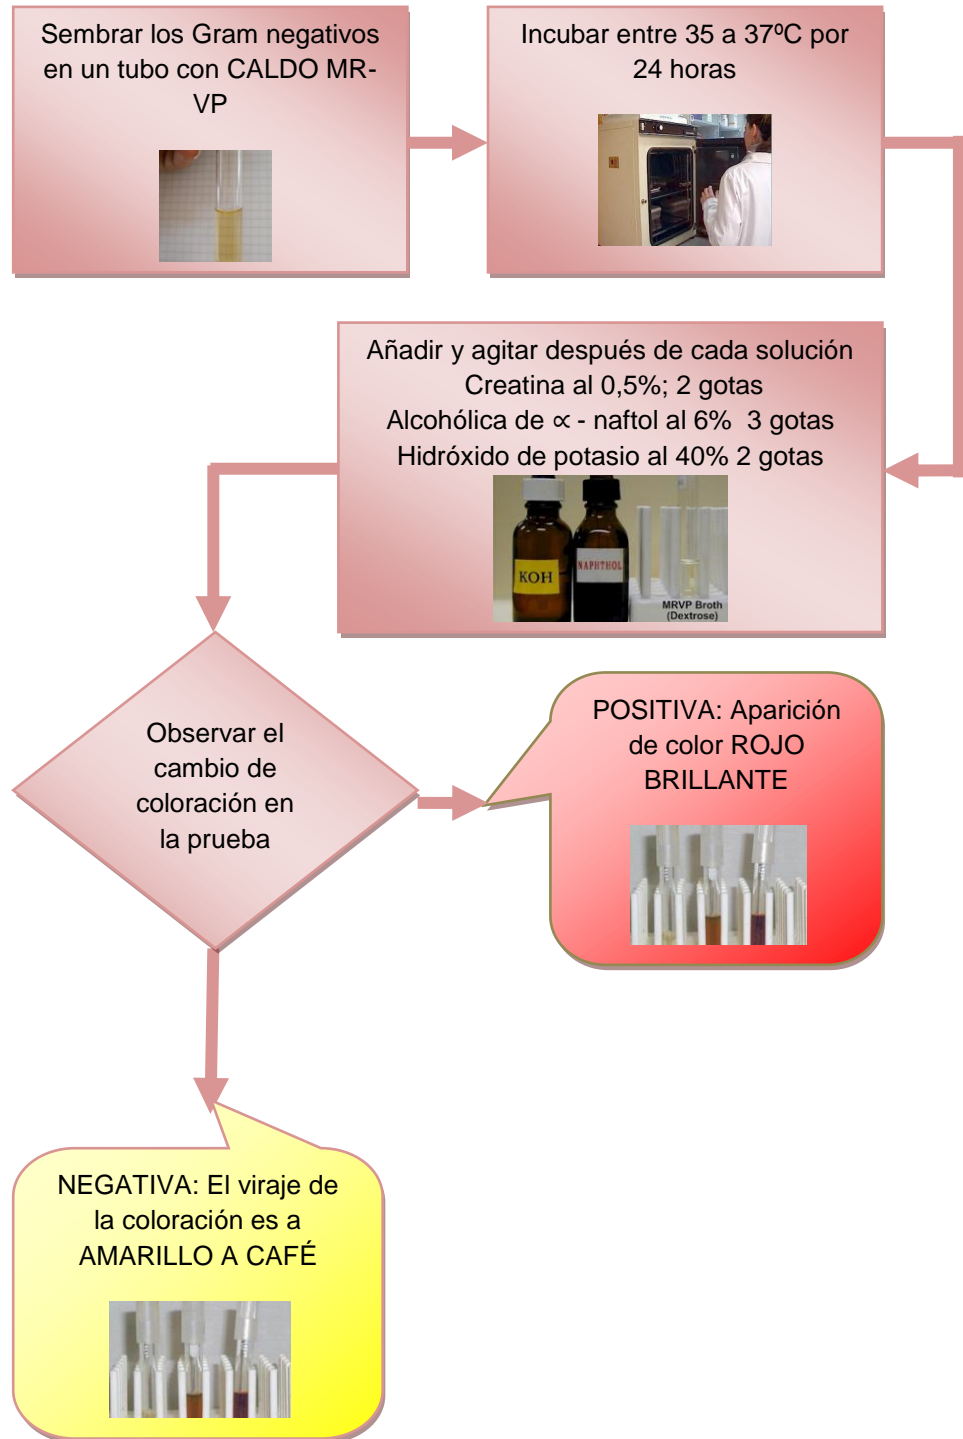 Sembrar los Gram negativos
en un tubo con CALDO MR-
VP
Incubar entre 35 a 37ºC por
24 horas
Añadir y agitar después de cada solución
Creatina al 0,5%; 2 gotas
Alcohólica de ∝ - naftol al 6%  3 gotas
Hidróxido de potasio al 40% 2 gotas
KOH
NAPHTHOL
MRVP Broth
(Dextrose)
Observar el
cambio de
coloración en
la prueba
POSITIVA: Aparición
de color ROJO
BRILLANTE
NEGATIVA: El viraje de
la coloración es a
AMARILLO A CAFÉ